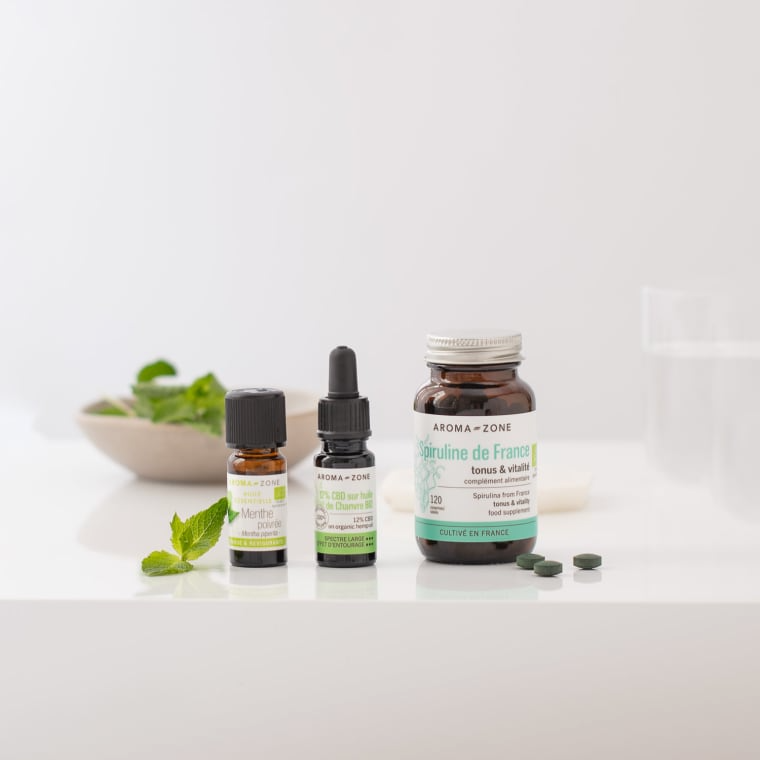 AROMA-ZONE
HUILE
ESSENTIELLE
Menthe
poivrée
Mentha piperita
AROMA-ZONE
12% CBD sur huile
de Chanvre BIO
12% CBD
on organic hemp oil
SPECTRE LARGE
EFFET D'ENTOURAGE
AROMA-ZONE
Spiruline de France
tonus & vitalité
complément alimentaire
120
Spirulina from France
tonus & vitality
food supplement
CULTIVÉ EN FRANCE